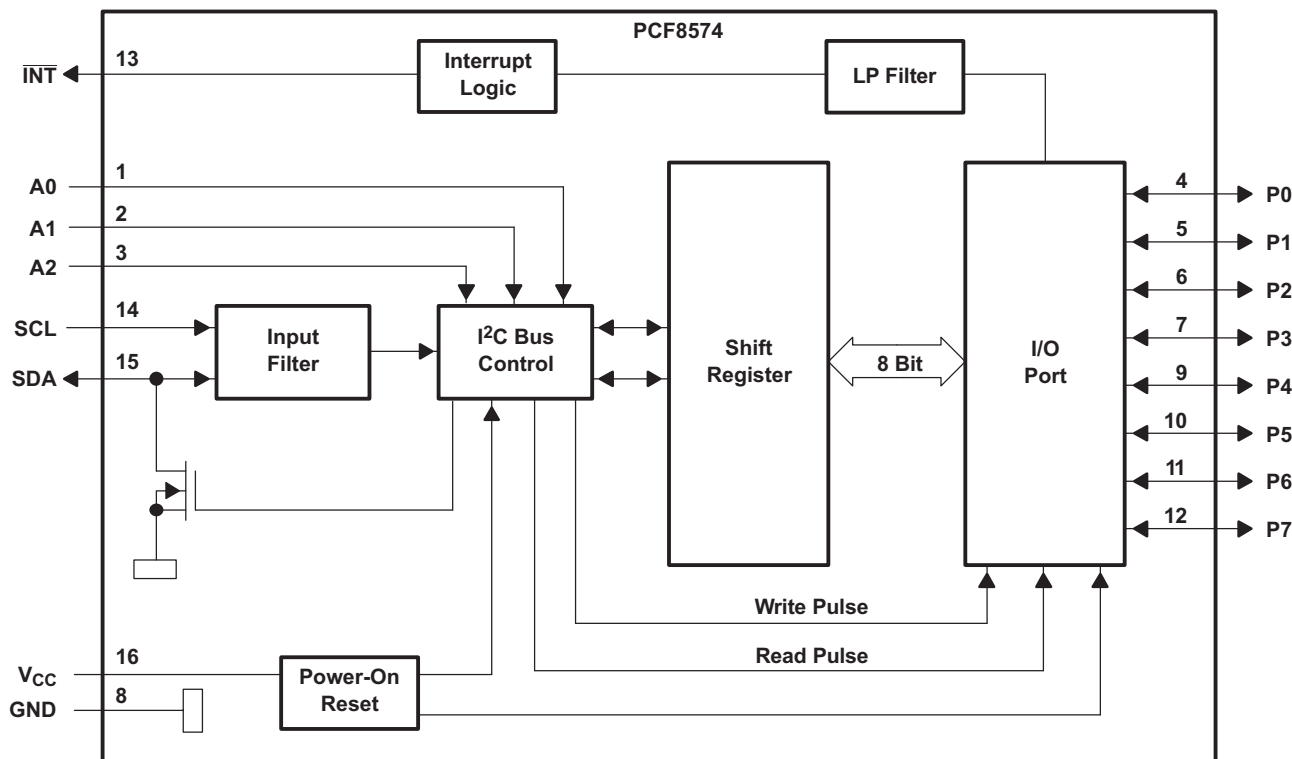 PCF8574
INT
13
Interrupt
Logic
LP Filter
A0
1
A1
2
A2
3
SCL
14
SDA
15
Input
Filter
I²C Bus
Control
Shift
Register
8 Bit
I/O
Port
4
P0
5
P1
6
P2
7
P3
9
P4
10
P5
11
P6
12
P7
Write Pulse
Read Pulse
VCC
16
GND
8
Power-On
Reset